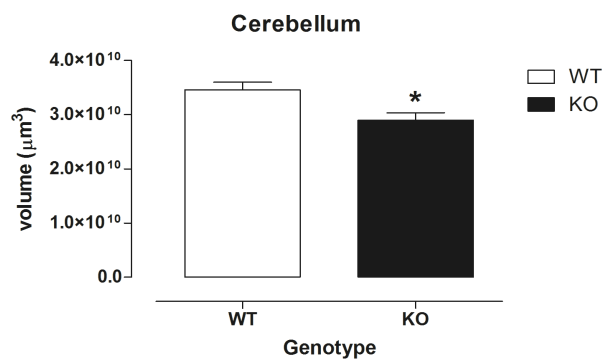 Cerebellum
4.0×10¹⁰
3.0×10¹⁰
2.0×10¹⁰
1.0×10¹⁰
0.0
volume (μm³)
*
WT
KO
WT
KO
Genotype